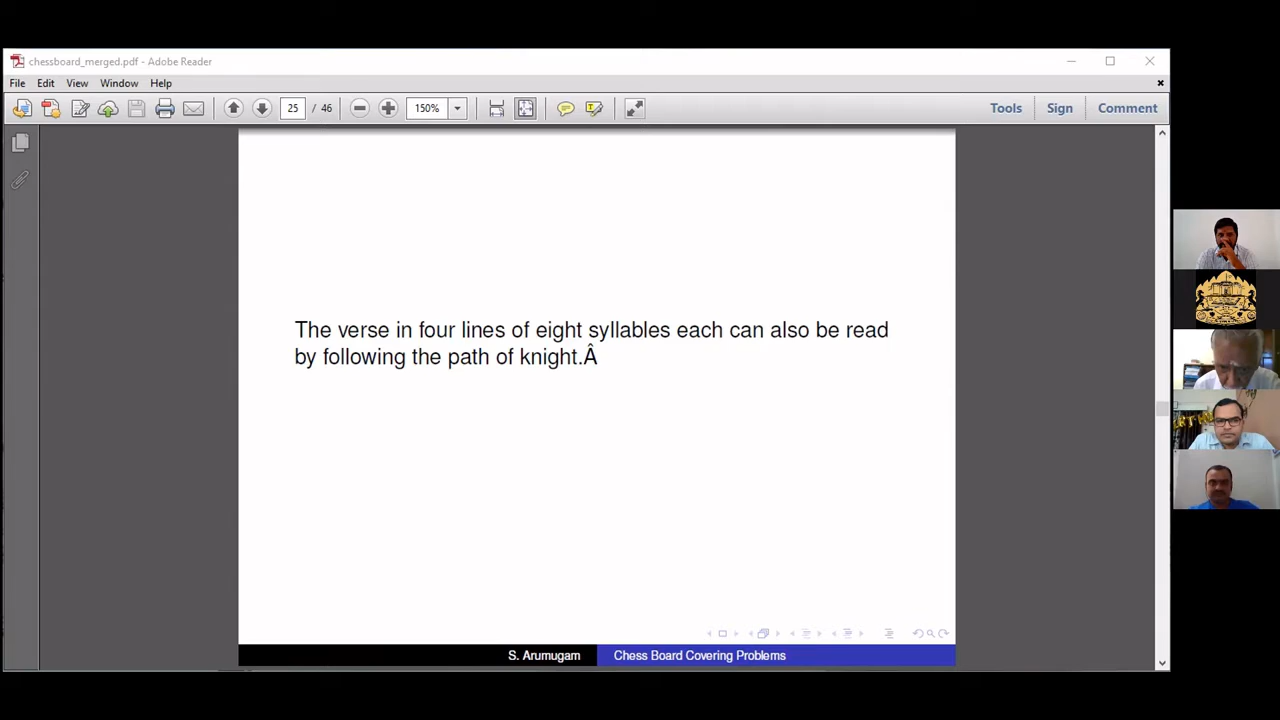 chessboard_merged.pdf - Adobe Reader
File Edit View Window Help
25 / 46 150% Tools Sign Comment
The verse in four lines of eight syllables each can also be read
by following the path of knight.Â
S. Arumugam Chess Board Covering Problems